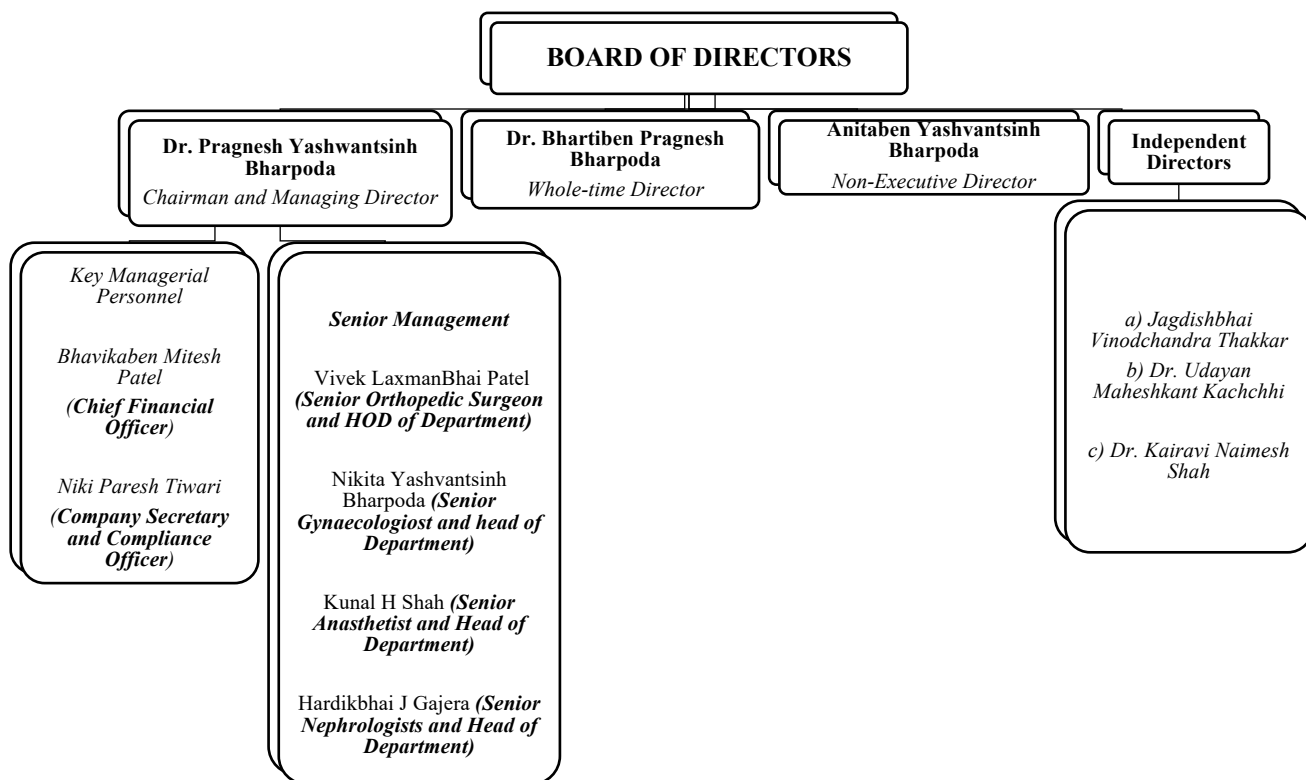 BOARD OF DIRECTORS
Dr. Pragnesh Yashwantsinh
Bharpoda
Chairman and Managing Director
Dr. Bhartiben Pragnesh
Bharpoda
Whole-time Director
Anitaben Yashvantsinh
Bharpoda
Non-Executive Director
Independent
Directors
Key Managerial
Personnel
Bhavikaben Mitesh
Patel
(Chief Financial
Officer)
Niki Paresh Tiwari
(Company Secretary
and Compliance
Officer)
Senior Management
Vivek LaxmanBhai Patel
(Senior Orthopedic Surgeon
and HOD of Department)
Nikita Yashvantsinh
Bharpoda (Senior
Gynaecologiost and head of
Department)
Kunal H Shah (Senior
Anasthetist and Head of
Department)
Hardikbhai J Gajera (Senior
Nephrologists and Head of
Department)
a) Jagdishbhai
Vinodchandra Thakkar
b) Dr. Udayan
Maheshkant Kachchhi
c) Dr. Kairavi Naimesh
Shah